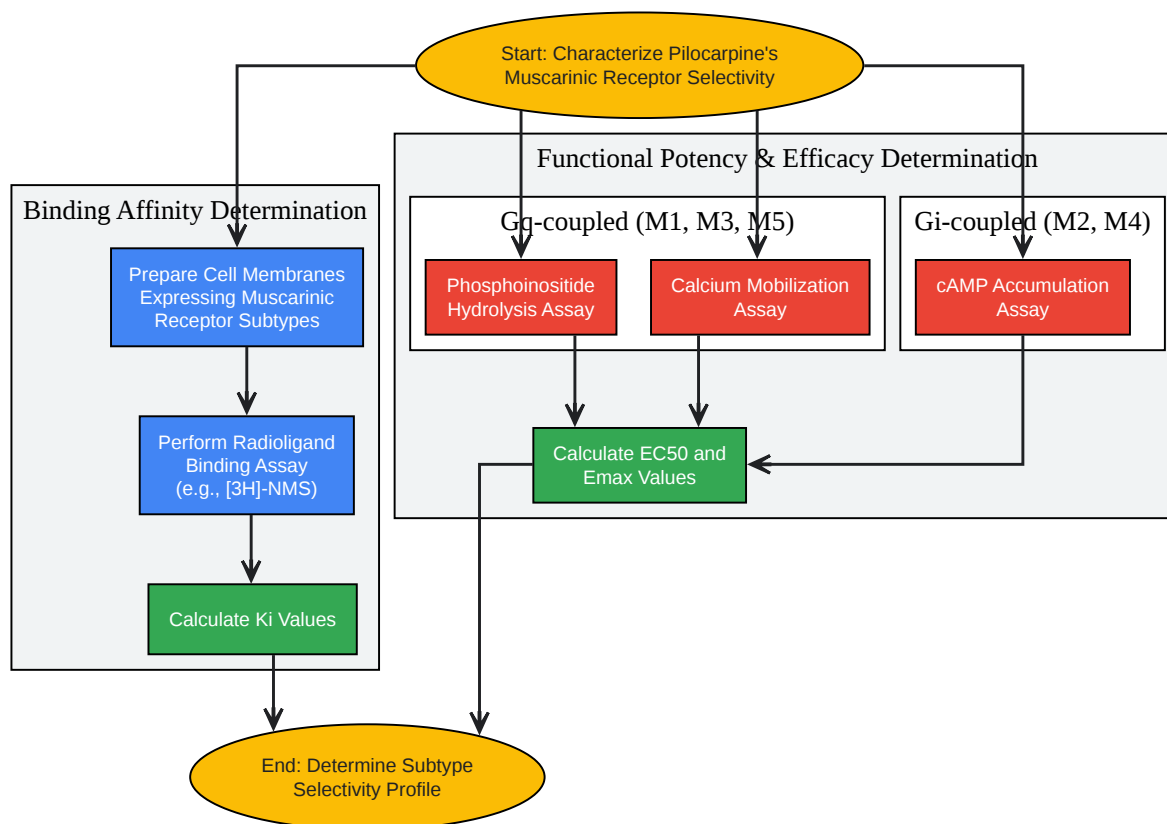 Start: Characterize Pilocarpine's
Muscarinic Receptor Selectivity
Functional Potency & Efficacy Determination
Binding Affinity Determination
Gq-coupled (M1, M3, M5)
Gi-coupled (M2, M4)
Prepare Cell Membranes
Expressing Muscarinic
Receptor Subtypes
Phosphoinositide
Hydrolysis Assay
Calcium Mobilization
Assay
cAMP Accumulation
Assay
Perform Radioligand
Binding Assay
(e.g., [3H]-NMS)
Calculate EC50 and
Emax Values
Calculate Ki Values
End: Determine Subtype
Selectivity Profile